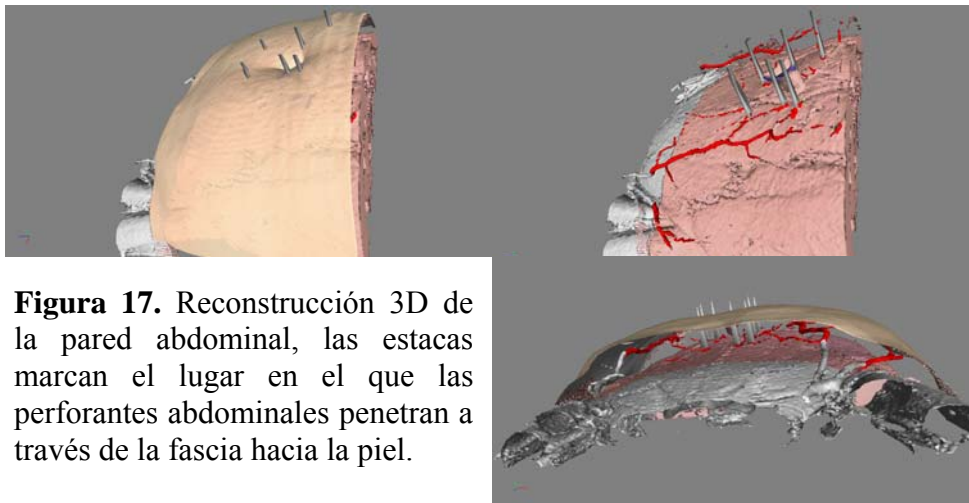 Figura 17. Reconstrucción 3D de
la pared abdominal, las estacas
marcan el lugar en el que las
perforantes abdominales penetran a
través de la fascia hacia la piel.